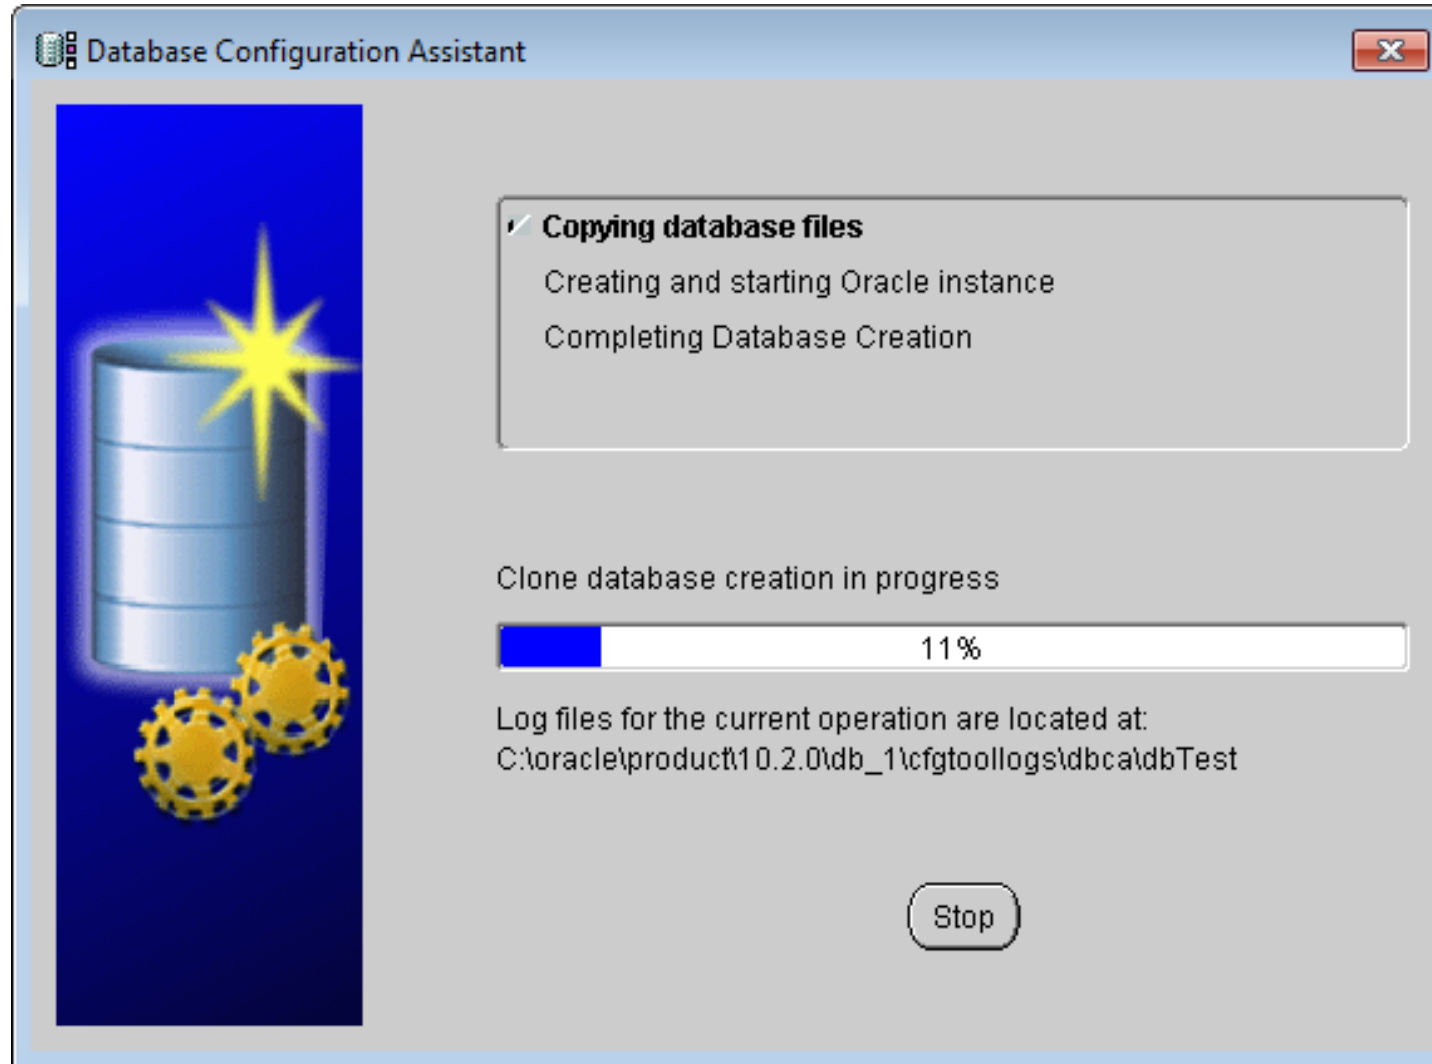 Database Configuration Assistant
Copying database files
Creating and starting Oracle instance
Completing Database Creation
Clone database creation in progress
11%
Log files for the current operation are located at:
C:\oracle\product\10.2.0\db_1\cfgtoollogs\dbca\dbTest
Stop